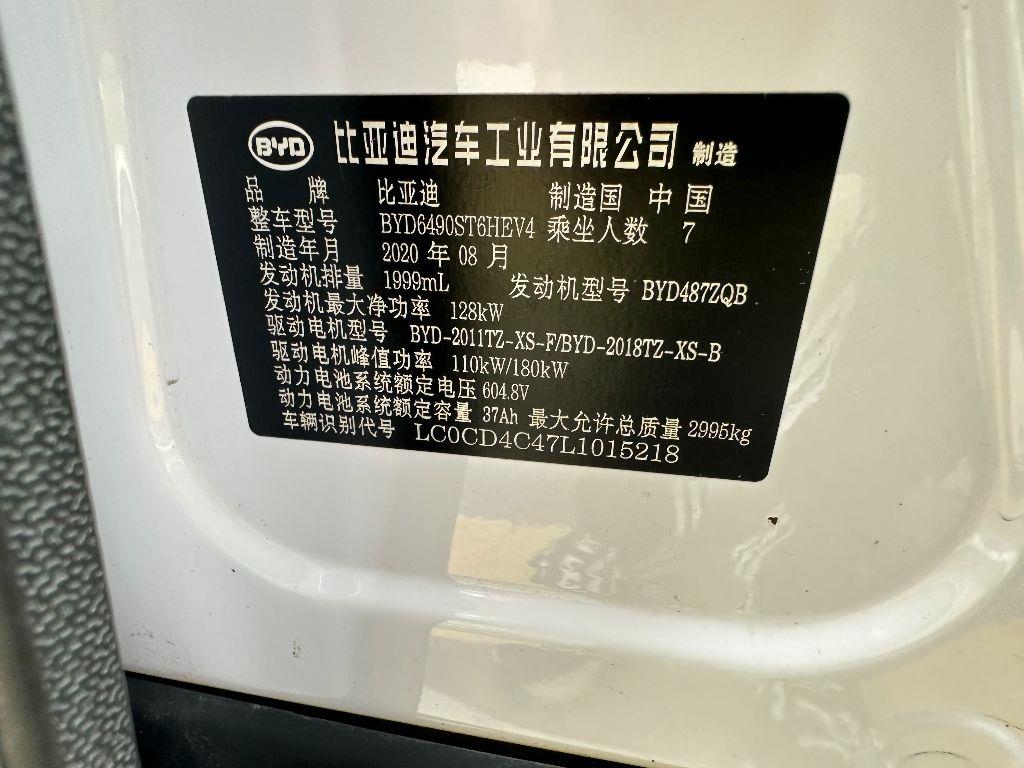 BYD 比亚迪汽车工业有限公司 制造
品 牌 比亚迪 制造国 中国
整车型号 BYD6490ST6HEV4 乘坐人数 7
制造年月 2020 年 08 月
发动机排量 1999mL 发动机型号 BYD487ZQB
发动机最大净功率 128kW
驱动电机型号 BYD-2011TZ-XS-F/BYD-2018TZ-XS-B
驱动电机峰值功率 110kW/180kW
动力电池系统额定电压 604.8V
动力电池系统额定容量 37Ah 最大允许总质量 2995kg
车辆识别代号 LC0CD4C47L1015218